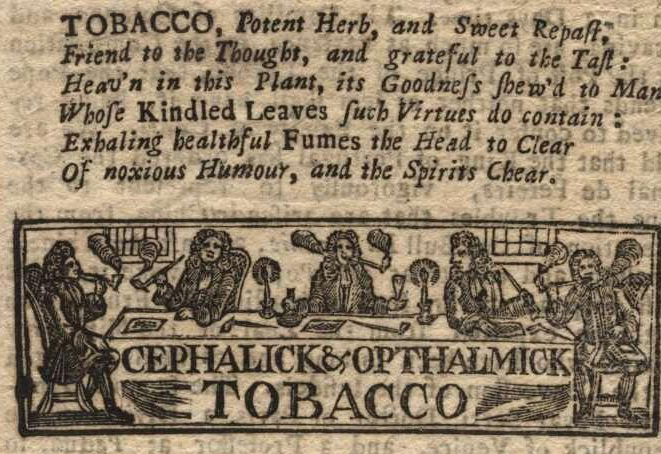 TOBACCO, Potent Herb, and Sweet Repaſt,
Friend to the Thought, and grateful to the Taſt:
Heav'n in this Plant, its Goodneſs ſhew'd to Man
Whoſe Kindled Leaves ſuch Virtues do contain:
Exhaling healthful Fumes the Head to Clear
Of noxious Humour, and the Spirits Chear.
CEPHALICK & OPTHALMICK
TOBACCO